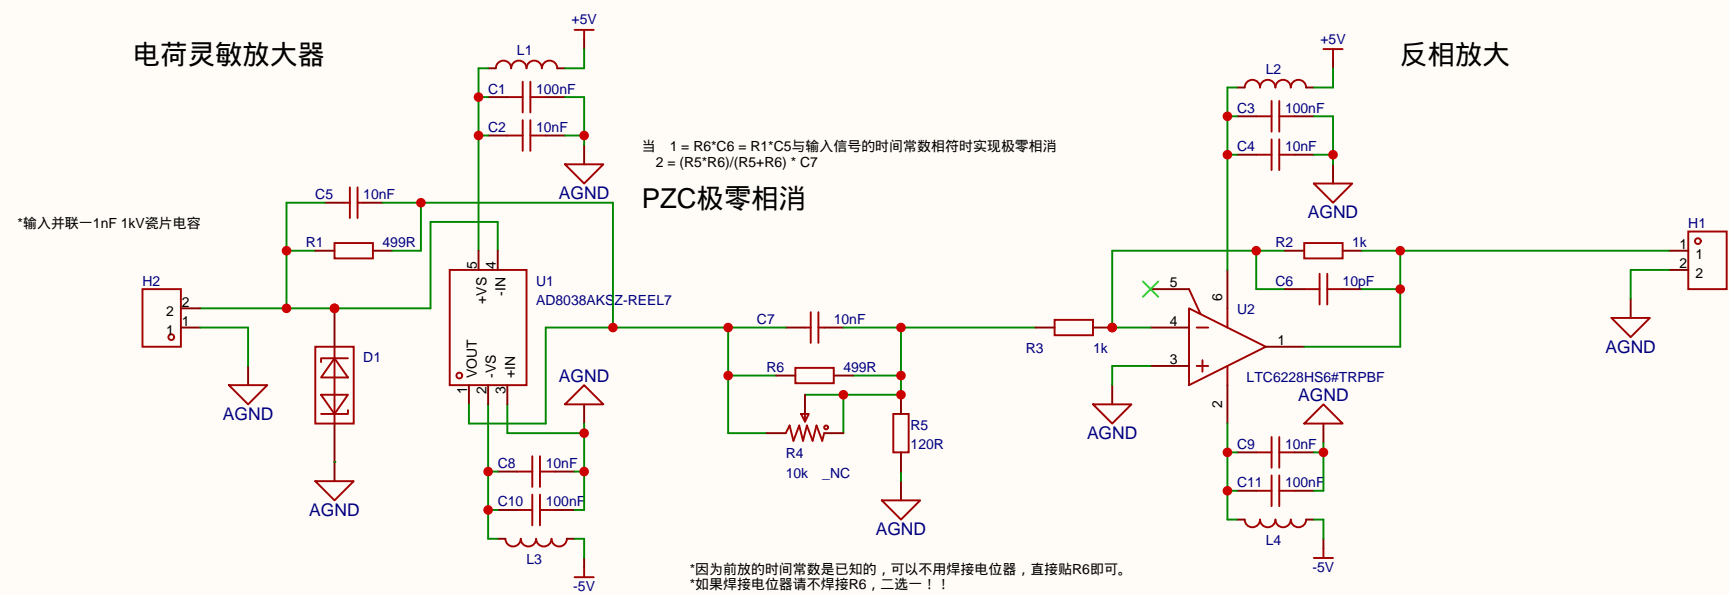 电荷灵敏放大器
+5V
L1
C1 100nF
C2 10nF
AGND
C5 10nF
R1 499R
*输入并联一1nF 1kV瓷片电容
H2
2 2
1 1
AGND
D1
AGND
5 4
+VS -IN
U1
AD8038AKSZ-REEL7
VOUT -VS +IN
1 2 3
AGND
C8 10nF
C10 100nF
L3
-5V
当 1 = R6*C6 = R1*C5与输入信号的时间常数相符时实现极零相消
2 = (R5*R6)/(R5+R6) * C7
PZC极零相消
C7 10nF
R6 499R
R4
10k _NC
R5
120R
AGND
*因为前放的时间常数是已知的，可以不用焊接电位器，直接贴R6即可。
*如果焊接电位器请不焊接R6，二选一！！
反相放大
+5V
L2
C3 100nF
C4 10nF
AGND
R2 1k
C6 10pF
R3 1k
5
6
U2
4
3
1
2
LTC6228HS6#TRPBF
AGND
AGND
C9 10nF
C11 100nF
L4
-5V
H1
1 1
2 2
AGND